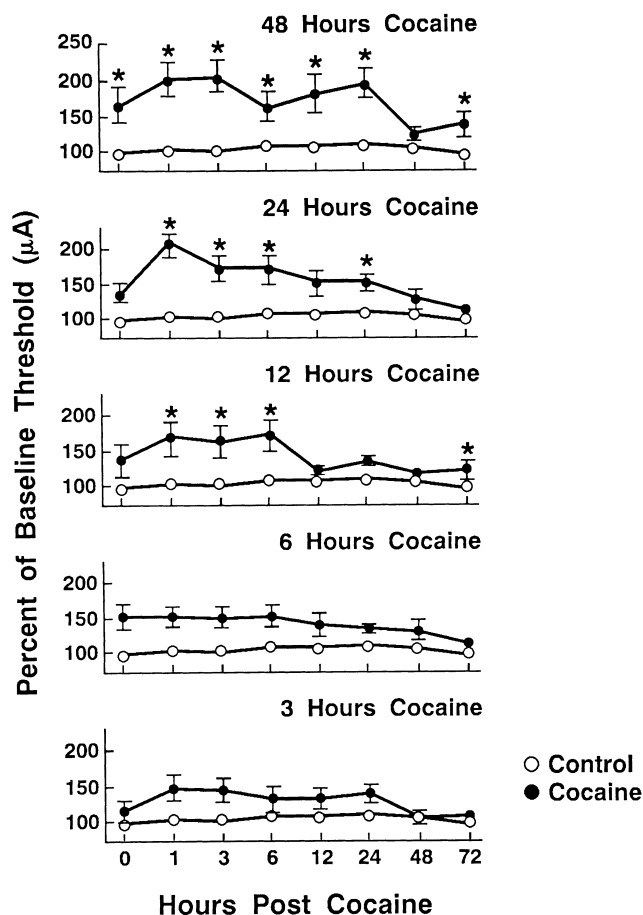 48 Hours Cocaine
250
200
150
100
* * * * * * *
24 Hours Cocaine
200
150
100
* * * *
12 Hours Cocaine
200
150
100
* * * *
6 Hours Cocaine
200
150
100
3 Hours Cocaine
200
150
100
0 1 3 6 12 24 48 72
Hours Post Cocaine
Percent of Baseline Threshold (μA)
Control
Cocaine